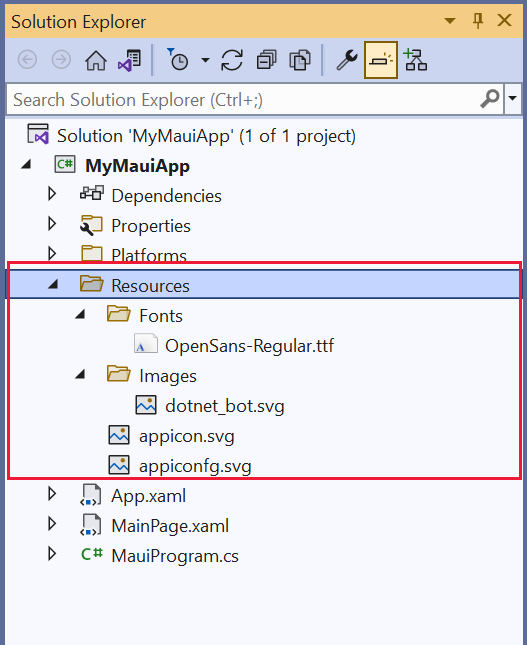 Solution Explorer
Search Solution Explorer (Ctrl+;)
Solution 'MyMauiApp' (1 of 1 project)
C# MyMauiApp
Dependencies
Properties
Platforms
Resources
Fonts
A OpenSans-Regular.ttf
Images
dotnet_bot.svg
appicon.svg
appiconfg.svg
App.xaml
MainPage.xaml
C# MauiProgram.cs